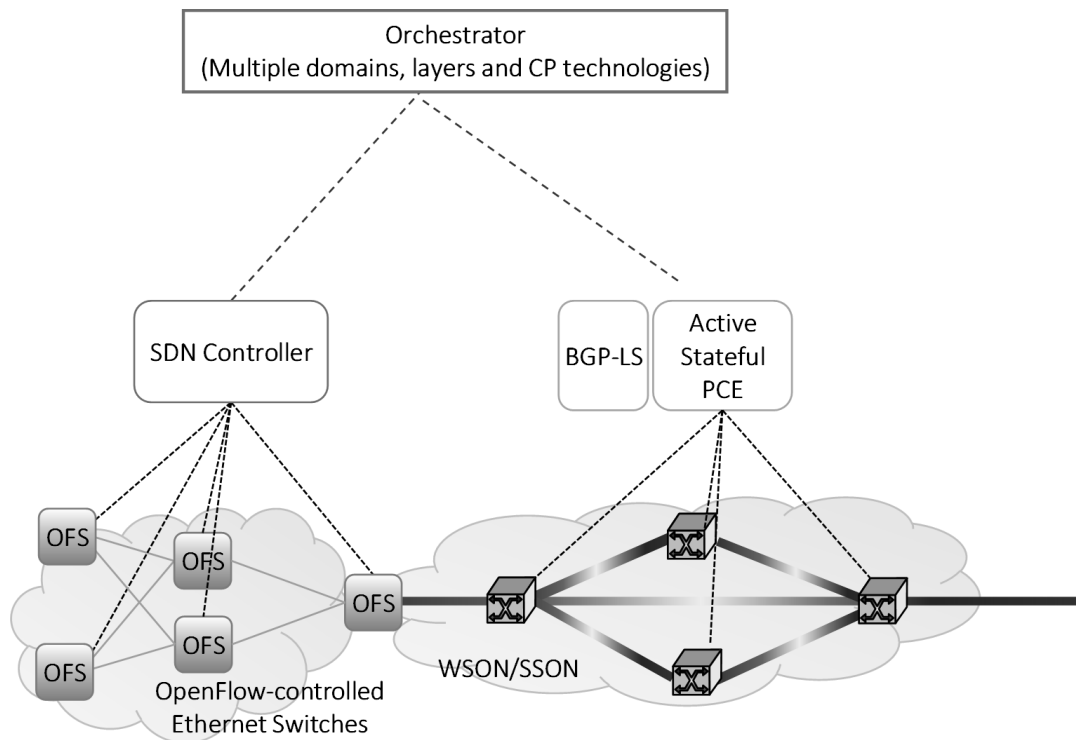 Orchestrator
(Multiple domains, layers and CP technologies)
SDN Controller
BGP-LS
Active
Stateful
PCE
OFS
OFS
OFS
OFS
OFS
WSON/SSON
OpenFlow-controlled
Ethernet Switches